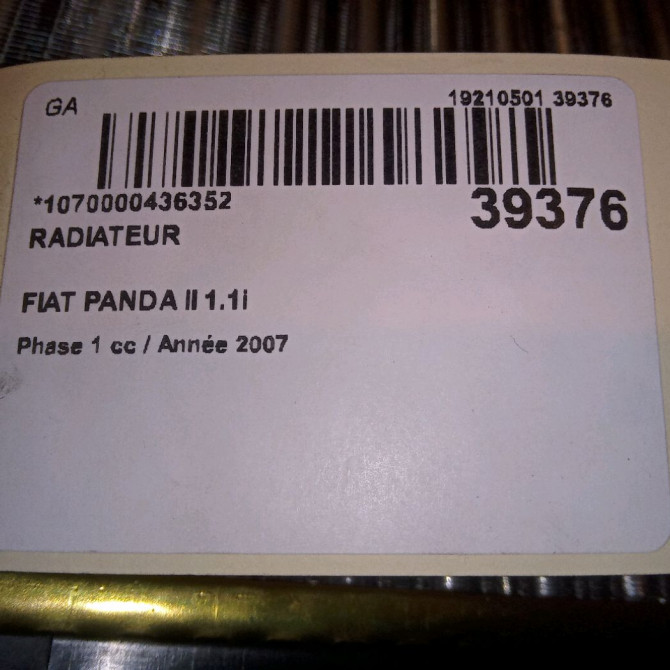 GA
19210501 39376
*1070000436352
39376
RADIATEUR
FIAT PANDA II 1.1i
Phase 1 cc / Année 2007